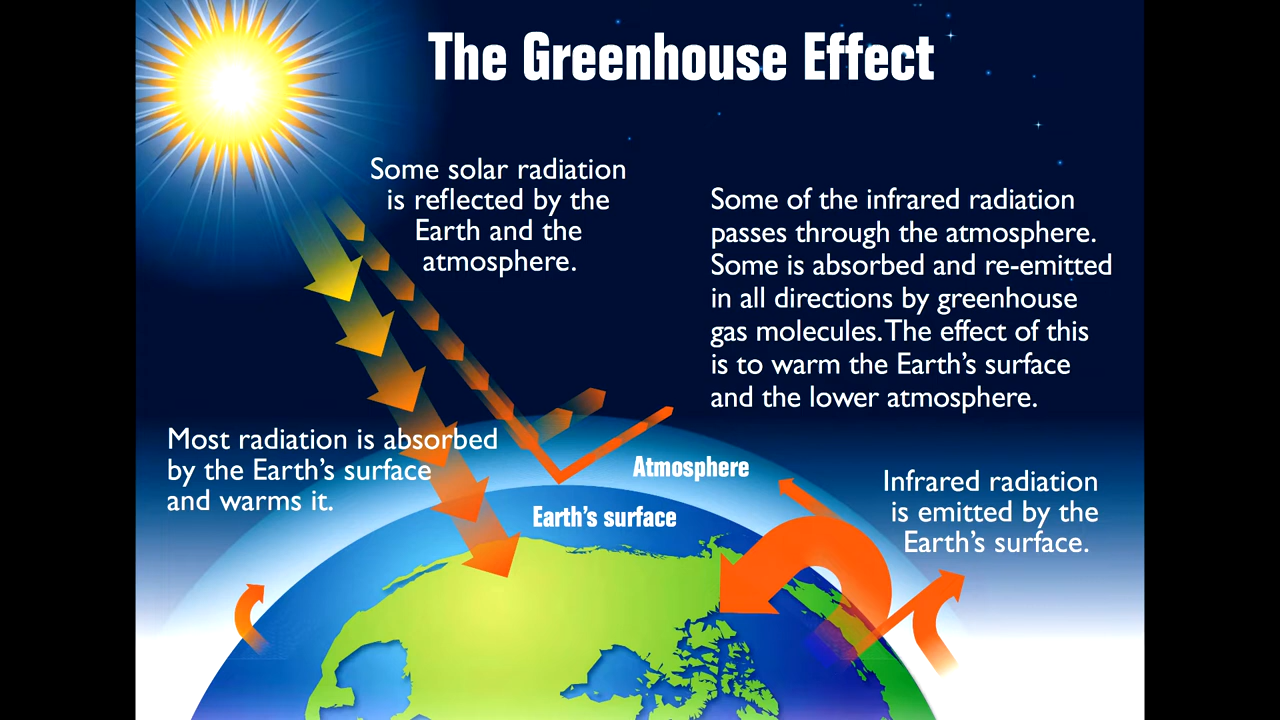 The Greenhouse Effect
Some solar radiation
is reflected by the
Earth and the
atmosphere.
Some of the infrared radiation
passes through the atmosphere.
Some is absorbed and re-emitted
in all directions by greenhouse
gas molecules. The effect of this
is to warm the Earth's surface
and the lower atmosphere.
Most radiation is absorbed
by the Earth's surface
and warms it.
Atmosphere
Earth's surface
Infrared radiation
is emitted by the
Earth's surface.